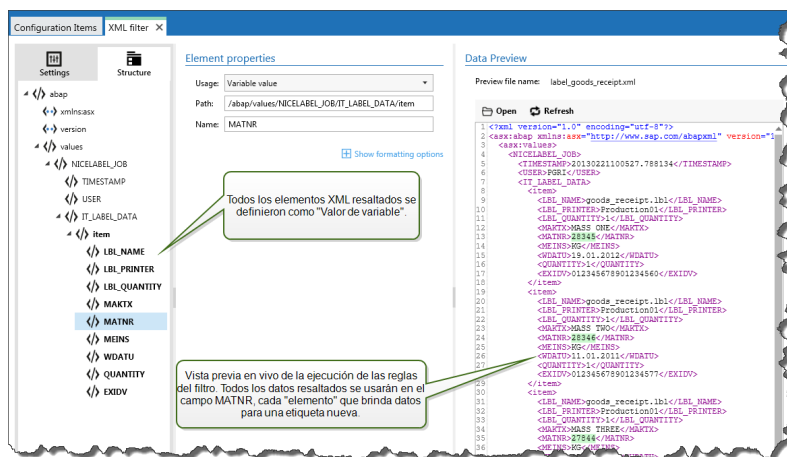 Configuration Items
XML filter
Settings
Structure
abap
xmlns:asx
version
values
NICELABEL_JOB
TIMESTAMP
USER
IT_LABEL_DATA
item
LBL_NAME
LBL_PRINTER
LBL_QUANTITY
MAKTX
MATNR
MEINS
WDATU
QUANTITY
EXIDV
Element properties
Usage: Variable value
Path: /abap/values/NICELABEL_JOB/IT_LABEL_DATA/item
Name: MATNR
Show formatting options
Todos los elementos XML resaltados se
definieron como "Valor de variable".
Vista previa en vivo de la ejecución de las reglas
del filtro. Todos los datos resaltados se usarán en el
campo MATNR, cada "elemento" que brinda datos
para una etiqueta nueva.
Data Preview
Preview file name: label_goods_receipt.xml
Open Refresh
1 <?xml version="1.0" encoding="utf-8"?>
2 <asx:abap xmlns:asx="http://www.sap.com/abapxml" version="1
3 <asx:values>
4 <NICELABEL_JOB>
5 <TIMESTAMP>20130221100527.788134</TIMESTAMP>
6 <USER>PGRI</USER>
7 <IT_LABEL_DATA>
8 <item>
9 <LBL_NAME>goods_receipt.lbl</LBL_NAME>
10 <LBL_PRINTER>Production01</LBL_PRINTER>
11 <LBL_QUANTITY>1</LBL_QUANTITY>
12 <MAKTX>MASS ONE</MAKTX>
13 <MATNR>28345</MATNR>
14 <MEINS>KG</MEINS>
15 <WDATU>19.01.2012</WDATU>
16 <QUANTITY>1</QUANTITY>
17 <EXIDV>012345678901234560</EXIDV>
18 </item>
19 <item>
20 <LBL_NAME>goods_receipt.lbl</LBL_NAME>
21 <LBL_PRINTER>Production01</LBL_PRINTER>
22 <LBL_QUANTITY>1</LBL_QUANTITY>
23 <MAKTX>MASS TWO</MAKTX>
24 <MATNR>28346</MATNR>
25 <MEINS>KG</MEINS>
26 <WDATU>11.01.2011</WDATU>
27 <QUANTITY>1</QUANTITY>
28 <EXIDV>012345678901234577</EXIDV>
29 </item>
30 <item>
31 <LBL_NAME>goods_receipt.lbl</LBL_NAME>
32 <LBL_PRINTER>Production01</LBL_PRINTER>
33 <LBL_QUANTITY>1</LBL_QUANTITY>
34 <MAKTX>MASS THREE</MAKTX>
35 <MATNR>27844</MATNR>
36 <MEINS>KG</MEINS>